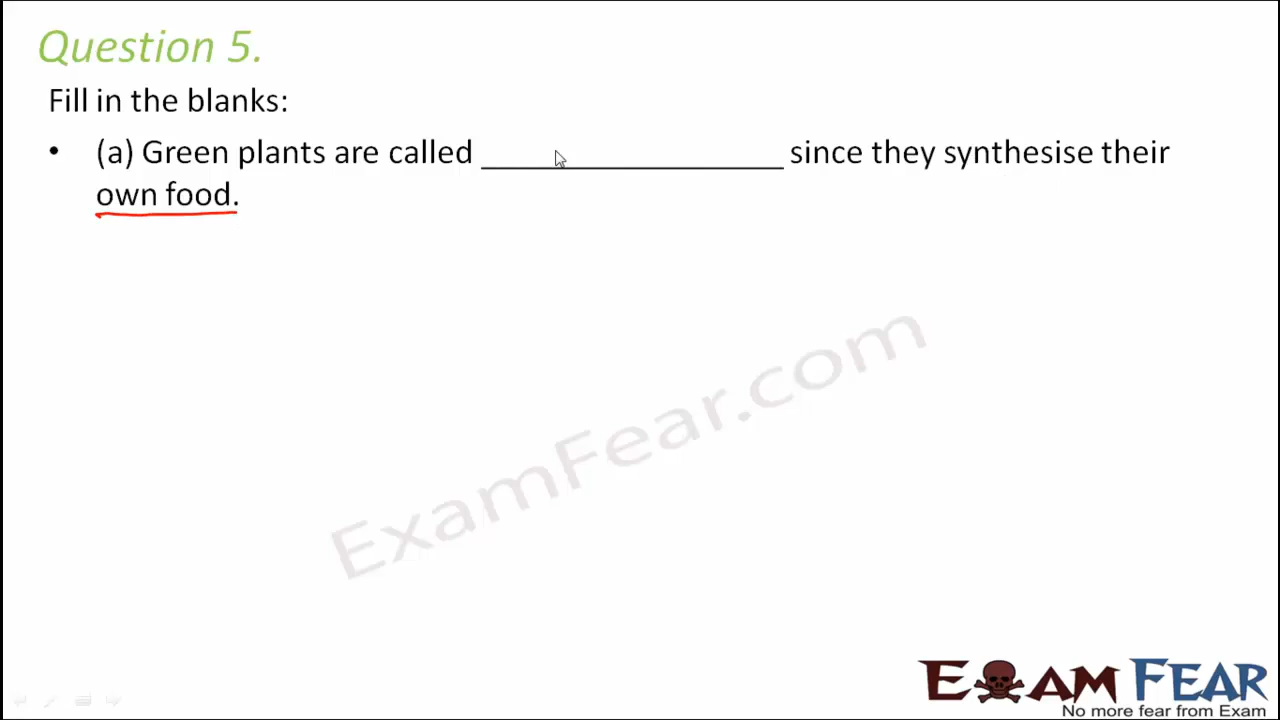 Question 5.
Fill in the blanks:
• (a) Green plants are called __________________ since they synthesise their
own food.
ExamFear.com
EXAM FEAR
No more fear from Exam